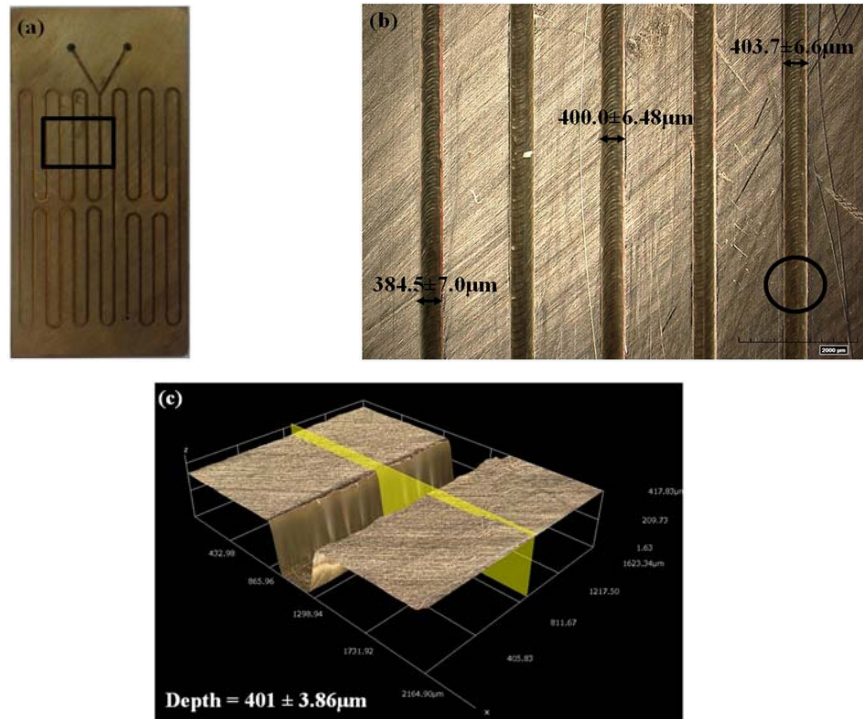 (a)
(b)
403.7±6.6µm
400.0±6.48µm
384.5±7.0µm
2000 µm
(c)
z
417.83µm
209.73
1.63
1623.34µm
1217.50
811.67
405.83
432.98
865.96
1298.94
1731.92
2164.90µm
x
Depth = 401 ± 3.86µm